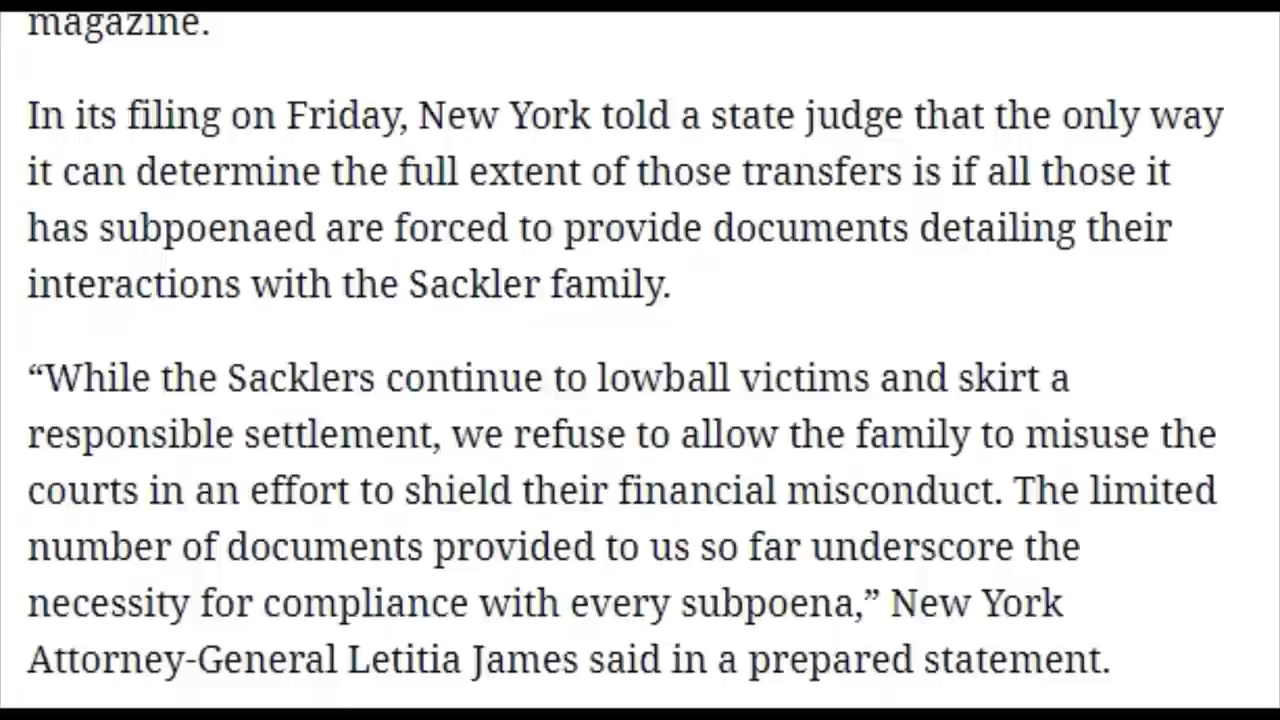 magazine.
In its filing on Friday, New York told a state judge that the only way
it can determine the full extent of those transfers is if all those it
has subpoenaed are forced to provide documents detailing their
interactions with the Sackler family.
“While the Sacklers continue to lowball victims and skirt a
responsible settlement, we refuse to allow the family to misuse the
courts in an effort to shield their financial misconduct. The limited
number of documents provided to us so far underscore the
necessity for compliance with every subpoena,” New York
Attorney-General Letitia James said in a prepared statement.